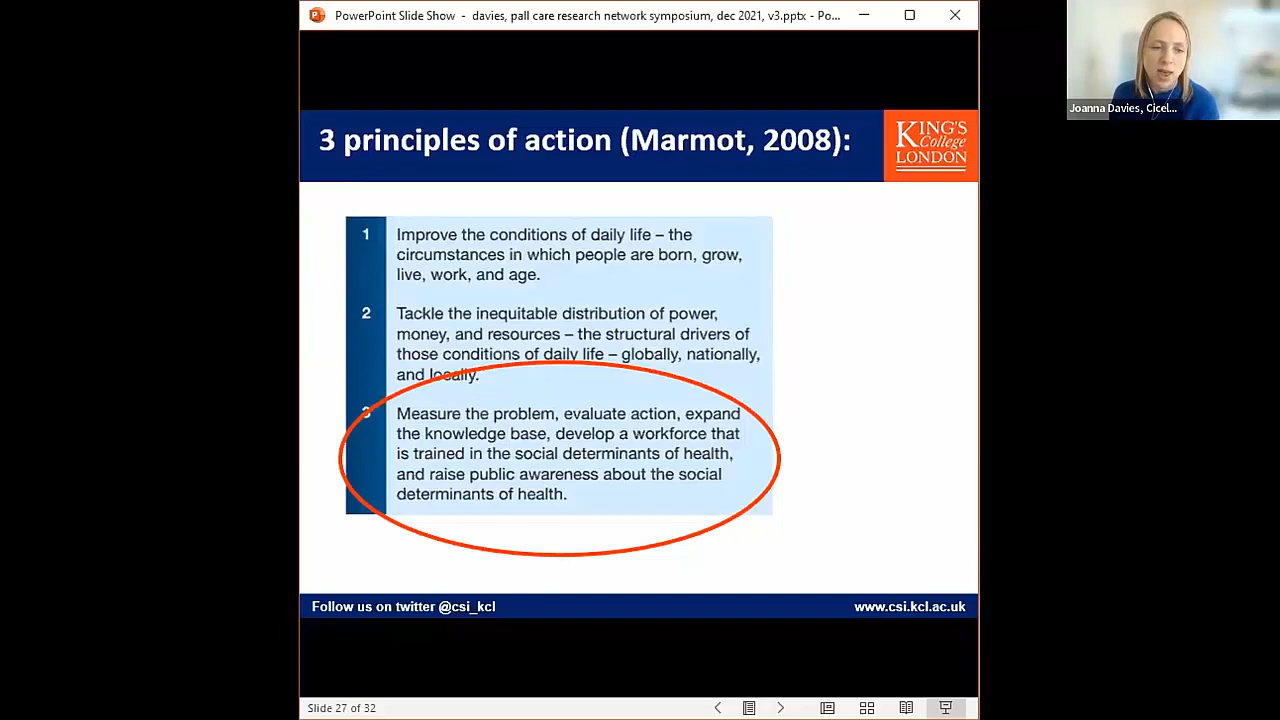 PowerPoint Slide Show - davies, pall care research network symposium, dec 2021, v3.pptx - Po...
Joanna Davies, Cicel...
3 principles of action (Marmot, 2008):
KING'S
College
LONDON
1 Improve the conditions of daily life – the
circumstances in which people are born, grow,
live, work, and age.
2 Tackle the inequitable distribution of power,
money, and resources – the structural drivers of
those conditions of daily life – globally, nationally,
and locally.
3 Measure the problem, evaluate action, expand
the knowledge base, develop a workforce that
is trained in the social determinants of health,
and raise public awareness about the social
determinants of health.
Follow us on twitter @csi_kcl
www.csi.kcl.ac.uk
Slide 27 of 32